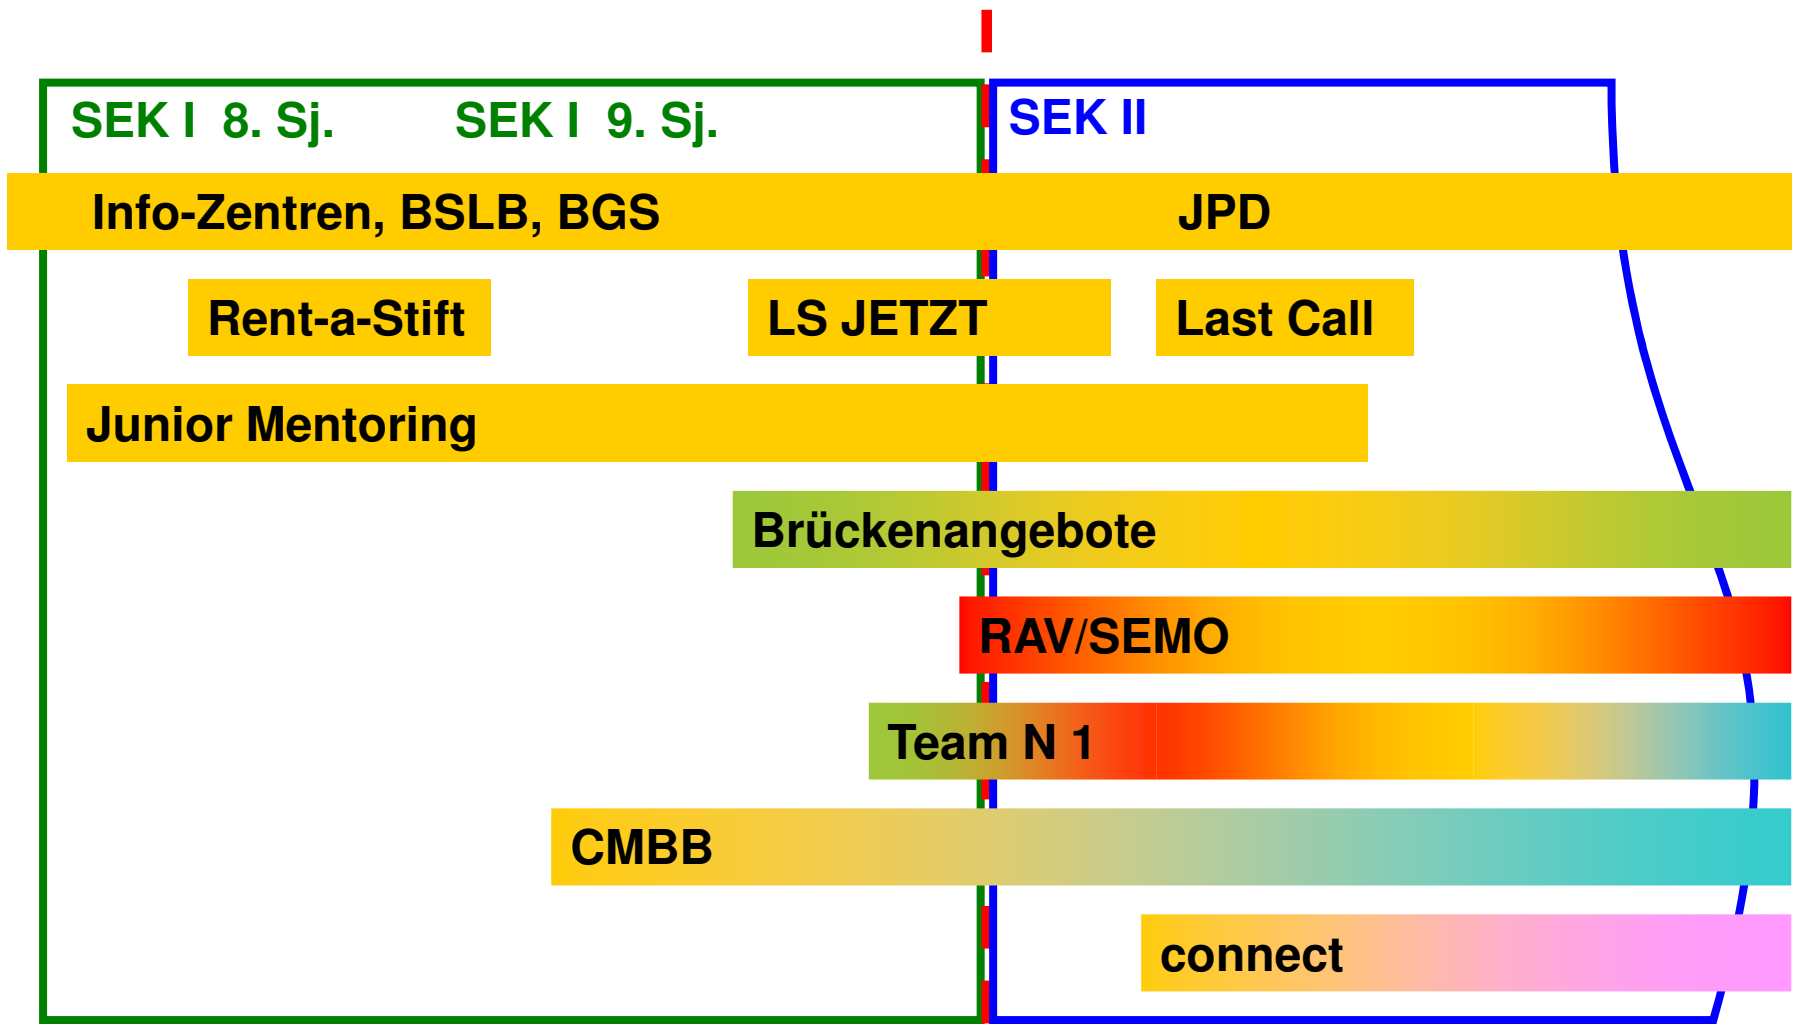 SEK I  8. Sj.  SEK I  9. Sj.  SEK II
Info-Zentren, BSLB, BGS  JPD
Rent-a-Stift  LS JETZT  Last Call
Junior Mentoring
Brückenangebote
RAV/SEMO
Team N 1
CMBB
connect